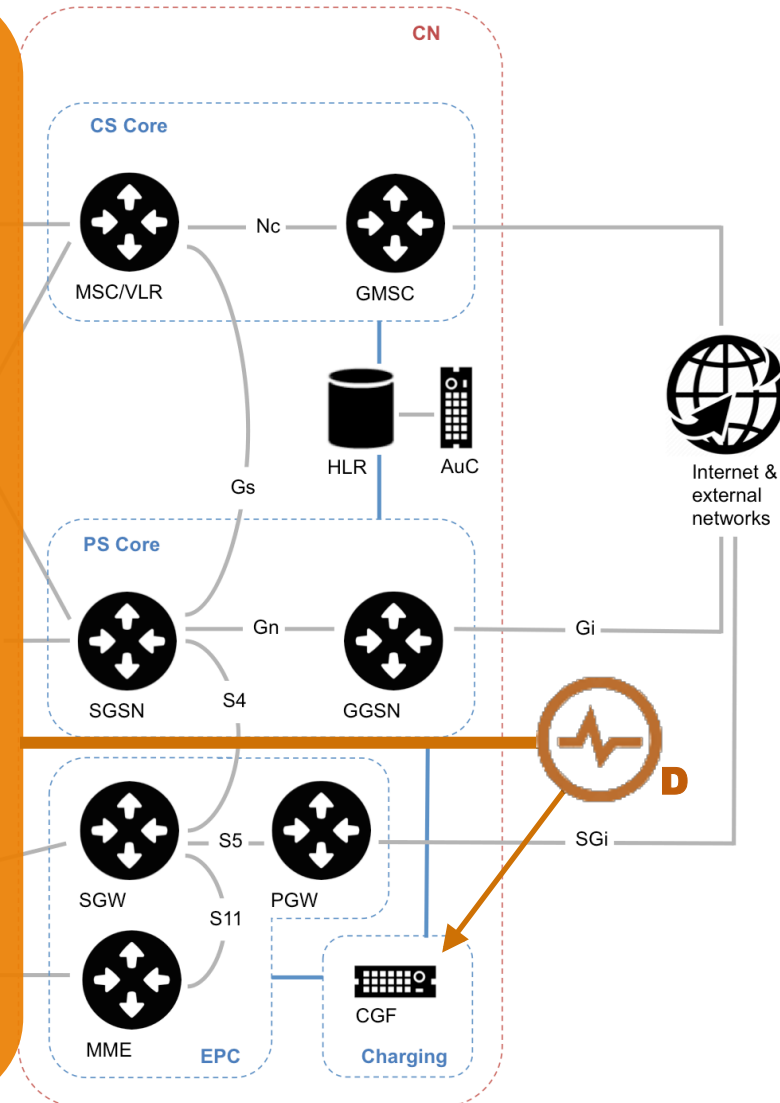 CN
CS Core
Nc
MSC/VLR
GMSC
HLR
AuC
Internet &
external
networks
Gs
PS Core
Gn
Gi
S4
SGSN
GGSN
D
S5
SGi
SGW
PGW
S11
CGF
MME
EPC
Charging